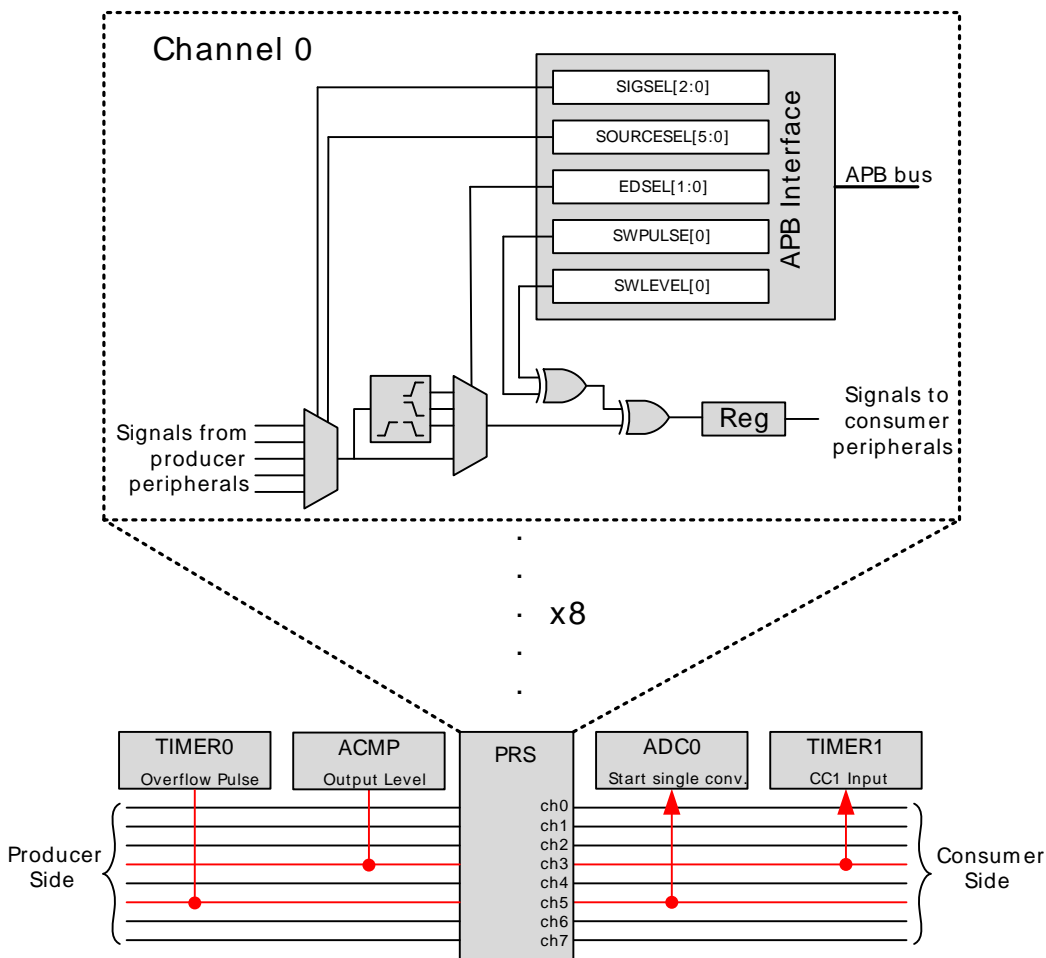 Channel 0
SIGSEL[2:0]
SOURCESEL[5:0]
EDSEL[1:0]
SWPULSE[0]
SWLEVEL[0]
APB Interface
APB bus
Signals from
producer
peripherals
Reg
Signals to
consumer
peripherals
x8
TIMER0
Overflow Pulse
ACMP
Output Level
PRS
ADC0
Start single conv.
TIMER1
CC1 Input
ch0
ch1
ch2
ch3
ch4
ch5
ch6
ch7
Producer
Side
Consumer
Side